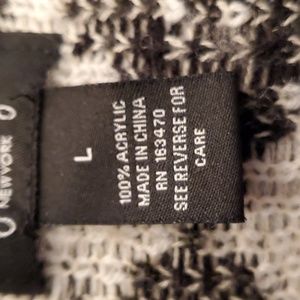 NEW YORK
L
100% ACRYLIC
MADE IN CHINA
RN 163470
SEE REVERSE FOR
CARE